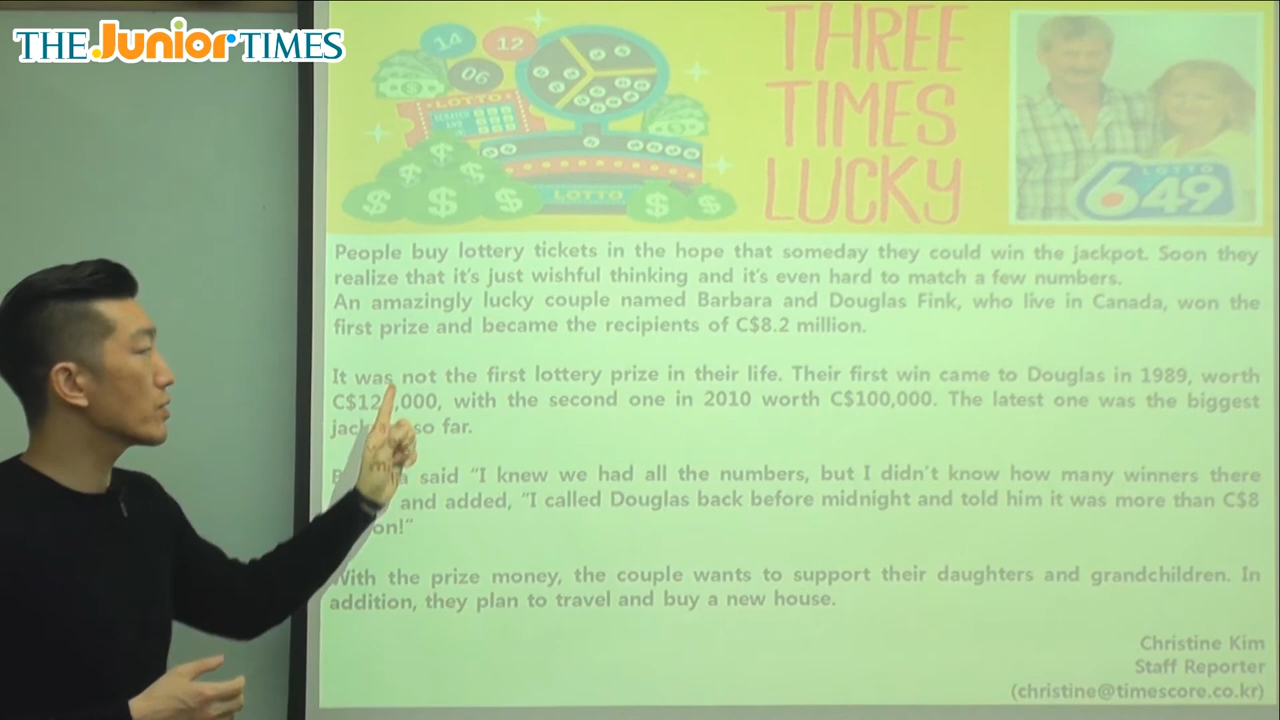 THE Junior TIMES
14
12
06
LOTTO
LOTTO
THREE
TIMES
LUCKY
LOTTO
649
People buy lottery tickets in the hope that someday they could win the jackpot. Soon they
realize that it's just wishful thinking and it's even hard to match a few numbers.
An amazingly lucky couple named Barbara and Douglas Fink, who live in Canada, won the
first prize and became the recipients of C$8.2 million.
It was not the first lottery prize in their life. Their first win came to Douglas in 1989, worth
,000, with the second one in 2010 worth C$100,000. The latest one was the biggest
so far.
said "I knew we had all the numbers, but I didn't know how many winners there
and added, "I called Douglas back before midnight and told him it was more than C$8
on!"
With the prize money, the couple wants to support their daughters and grandchildren. In
addition, they plan to travel and buy a new house.
Christine Kim
Staff Reporter
(christine@timescore.co.kr)